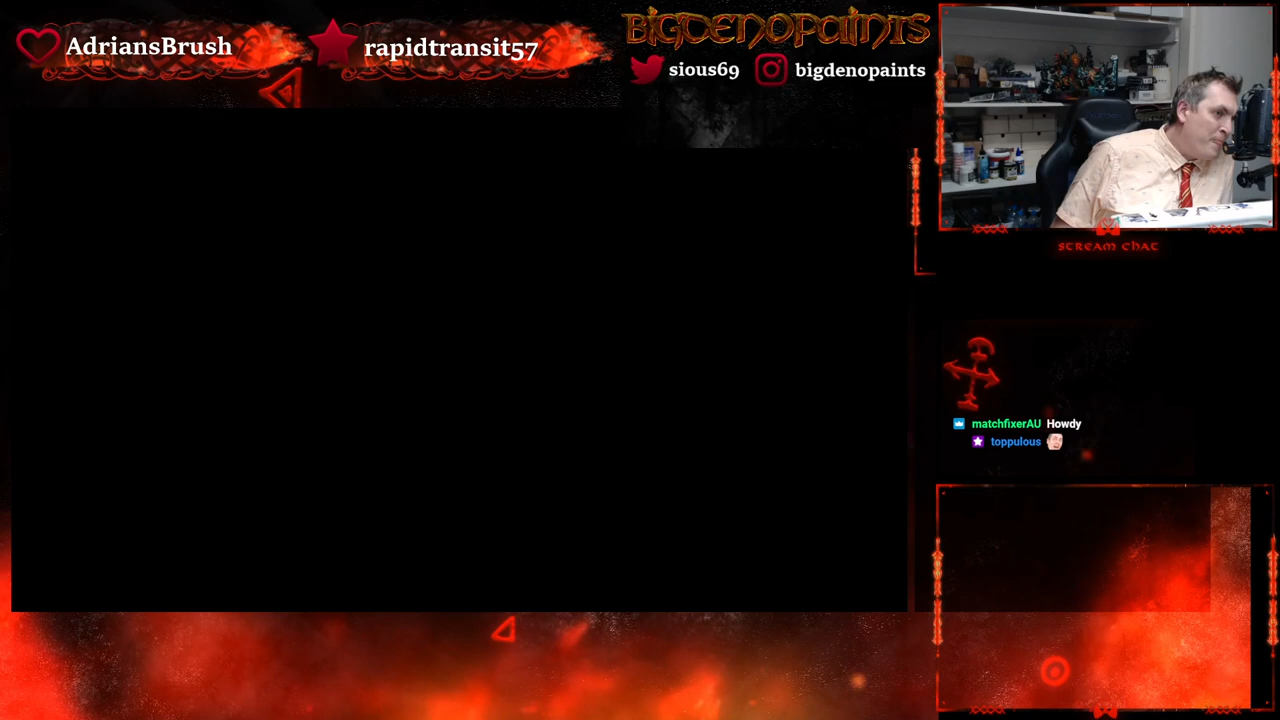 AdriansBrush
rapidtransit57
BIGDENOPAINTS
sious69
bigdenopaints
STREAM CHAT
matchfixerAU Howdy
toppulous